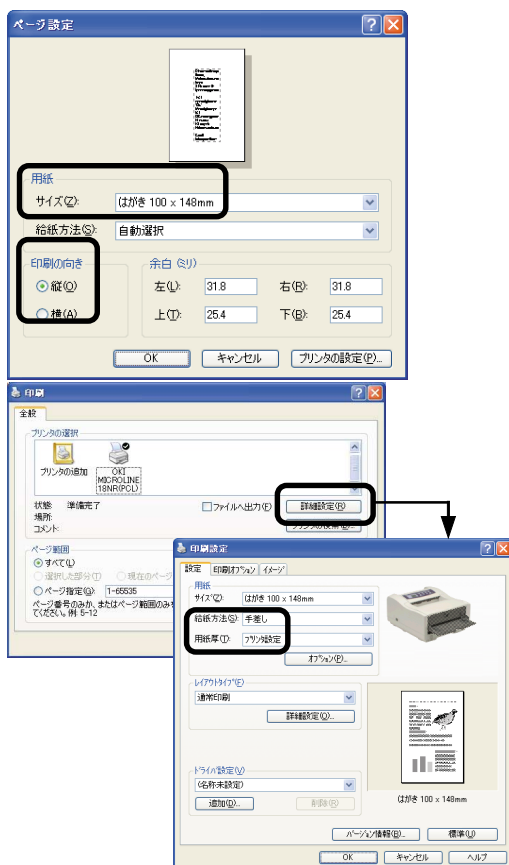 ページ設定
用紙
サイズ(Z): はがき 100 x 148mm
給紙方法(S): 自動選択
印刷の向き
縦(O)
横(A)
余白 (ミリ)
左(L): 31.8 右(R): 31.8
上(T): 25.4 下(B): 25.4
OK キャンセル プリンタの設定(P)...
印刷
全般
プリンタの選択
プリンタの追加 OKI MICROLINE 18NR(PCL)
状態: 準備完了
場所:
コメント:
ファイルへ出力(F) 詳細設定(R)
ページ範囲
すべて(L)
選択した部分(T) 現在のページ
ページ指定(G): 1-65535
ページ番号のみか、またはページ範囲のみを
てください。例: 5-12
印刷設定
設定 印刷オプション イメージ
用紙
サイズ(Z): はがき 100 x 148mm
給紙方法(S): 手差し
用紙厚(T): プリンタ設定
オプション(P)...
レイアウトタイプ(E)
通常印刷
詳細設定(O)...
ドライバ設定(V)
(名称未設定)
追加(D)... 削除(R)
はがき 100 x 148mm
バージョン情報(B)... 標準(U)
OK キャンセル ヘルプ